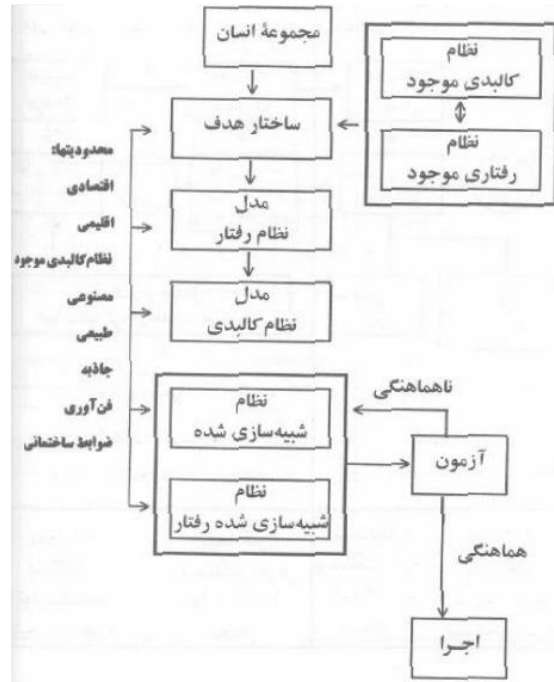 مجموعهٔ انسان
نظام
کالبدی موجود
نظام
رفتاری موجود
ساختار هدف
مدل
نظام رفتار
مدل
نظام کالبدی
محدودیتها:
اقتصادی
اقلیمی
نظام کالبدی موجود
مصنوعی
طبیعی
جاذبه
فن‌آوری
ضوابط ساختمانی
نظام
شبیه‌سازی شده
نظام
شبیه‌سازی شده رفتار
ناهماهنگی
آزمون
هماهنگی
اجرا